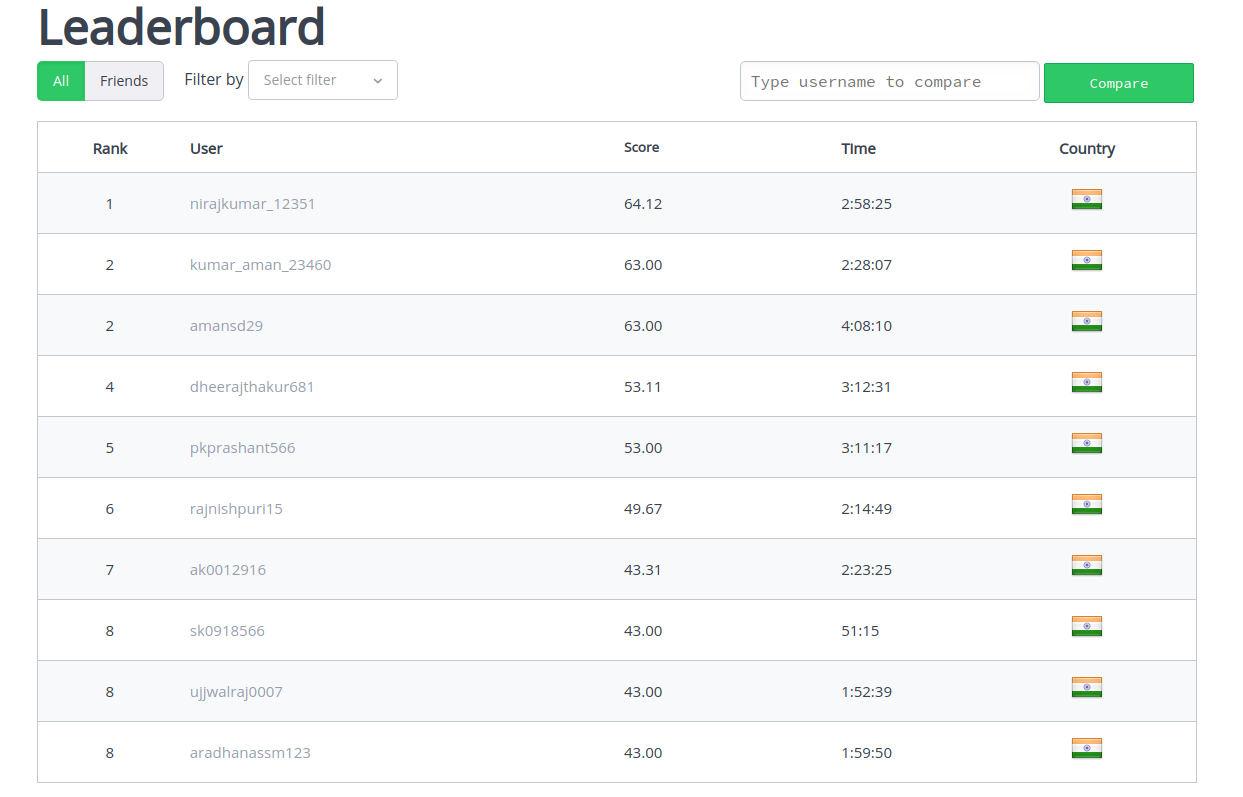 Leaderboard
All Friends Filter by Select filter Type username to compare Compare
Rank User Score Time Country
1 nirajkumar_12351 64.12 2:58:25
2 kumar_aman_23460 63.00 2:28:07
2 amansd29 63.00 4:08:10
4 dheerajthakur681 53.11 3:12:31
5 pkprashant566 53.00 3:11:17
6 rajnishpuri15 49.67 2:14:49
7 ak0012916 43.31 2:23:25
8 sk0918566 43.00 51:15
8 ujjwalraj0007 43.00 1:52:39
8 aradhanassm123 43.00 1:59:50